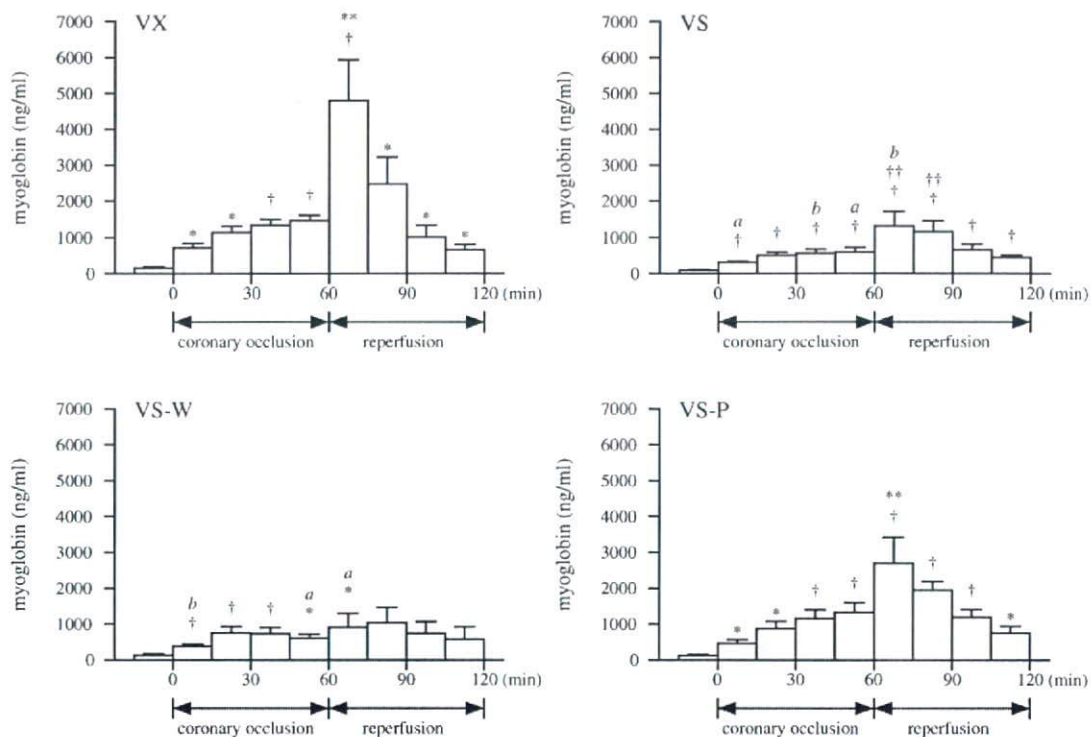 VX
myoglobin (ng/ml)
7000
6000
5000
4000
3000
2000
1000
0
* * † † ** † * * *
0 30 60 90 120 (min)
coronary occlusion
reperfusion
VS
myoglobin (ng/ml)
7000
6000
5000
4000
3000
2000
1000
0
a † † b † a † b †† † †† † † †
0 30 60 90 120 (min)
coronary occlusion
reperfusion
VS-W
myoglobin (ng/ml)
7000
6000
5000
4000
3000
2000
1000
0
b † † † a * a *
0 30 60 90 120 (min)
coronary occlusion
reperfusion
VS-P
myoglobin (ng/ml)
7000
6000
5000
4000
3000
2000
1000
0
* * † † ** † † † *
0 30 60 90 120 (min)
coronary occlusion
reperfusion